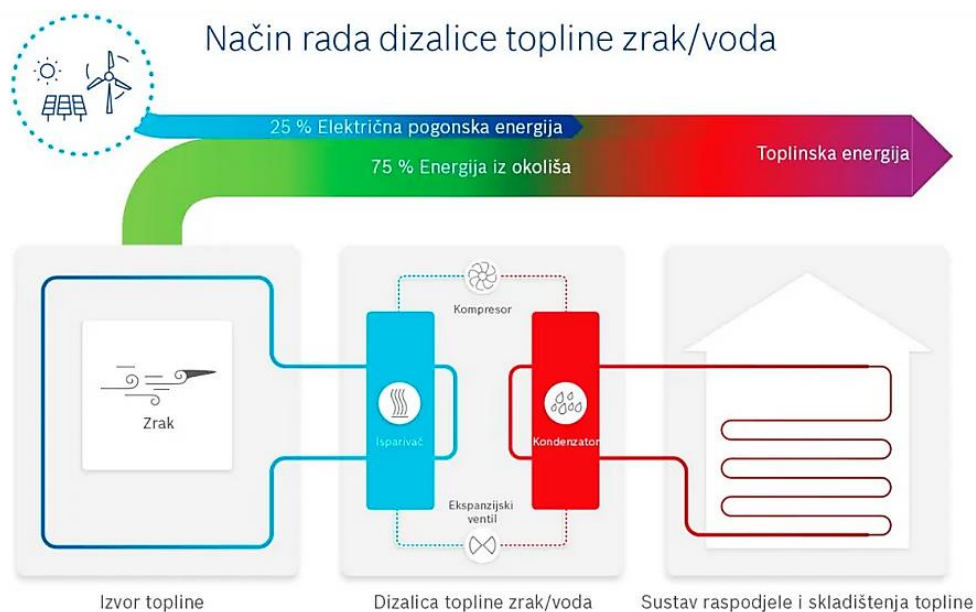 Način rada dizalice topline zrak/voda
25 % Električna pogonska energija
75 % Energija iz okoliša
Toplinska energija
Zrak
Kompresor
Isparivač
Kondenzator
Ekspanzijski
ventil
Izvor topline
Dizalica topline zrak/voda
Sustav raspodjele i skladištenja topline